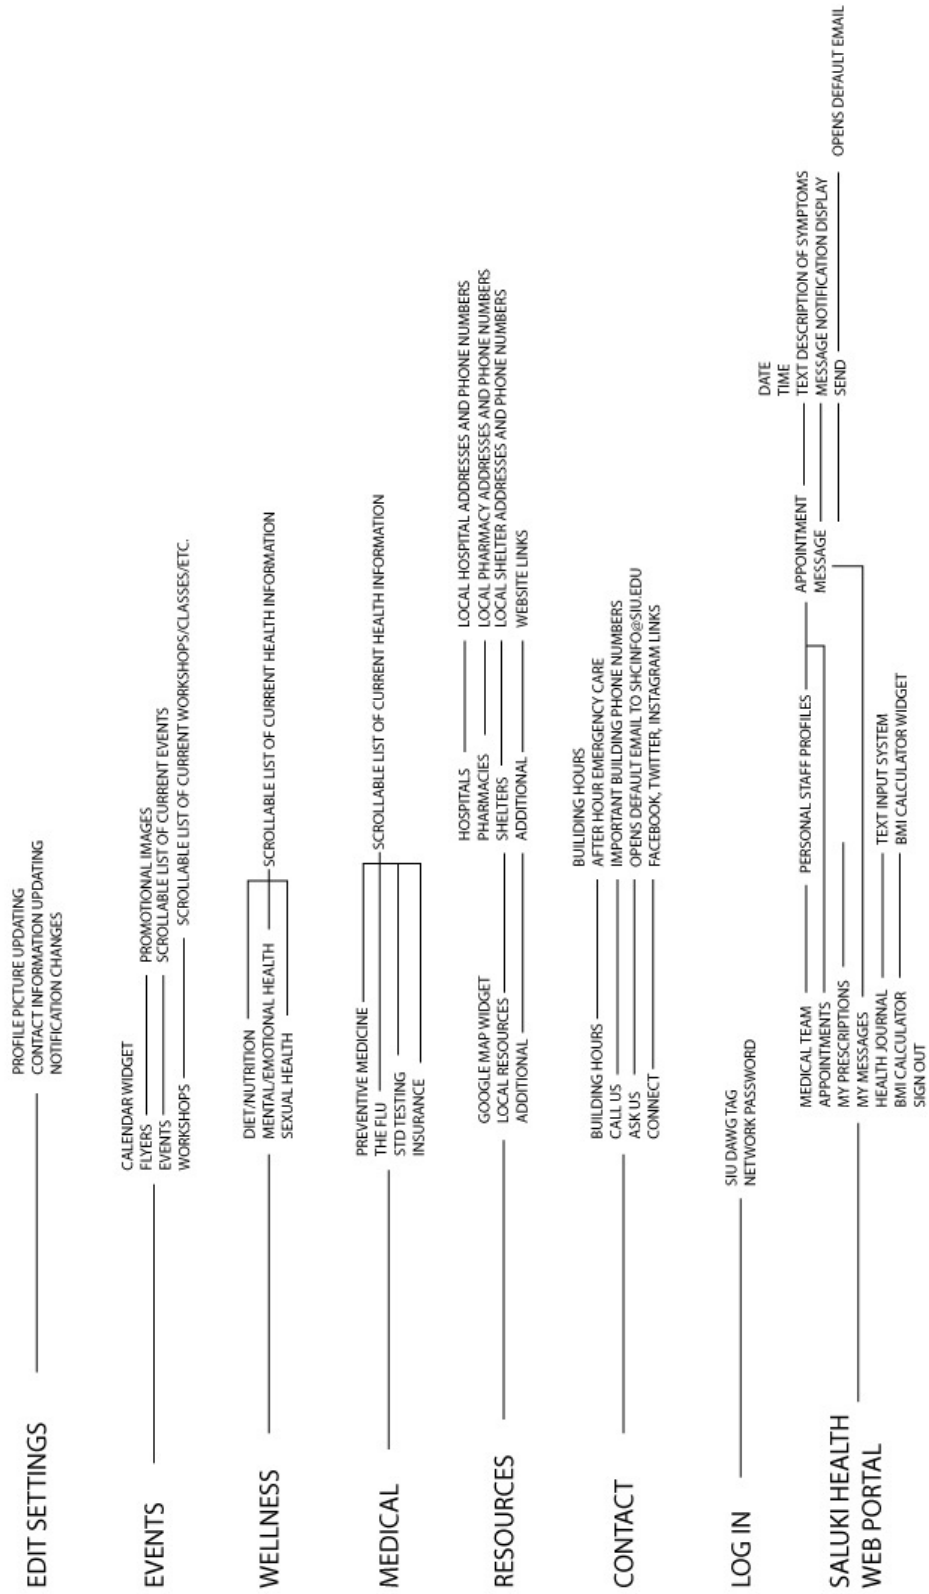 EDIT SETTINGS
PROFILE PICTURE UPDATING
CONTACT INFORMATION UPDATING
NOTIFICATION CHANGES
EVENTS
CALENDAR WIDGET
FLYERS
EVENTS
WORKSHOPS
PROMOTIONAL IMAGES
SCROLLABLE LIST OF CURRENT EVENTS
SCROLLABLE LIST OF CURRENT WORKSHOPS/CLASSES/ETC.
WELLNESS
DIET/NUTRITION
MENTAL/EMOTIONAL HEALTH
SEXUAL HEALTH
SCROLLABLE LIST OF CURRENT HEALTH INFORMATION
MEDICAL
PREVENTIVE MEDICINE
THE FLU
STD TESTING
INSURANCE
SCROLLABLE LIST OF CURRENT HEALTH INFORMATION
RESOURCES
GOOGLE MAP WIDGET
LOCAL RESOURCES
ADDITIONAL
HOSPITALS
PHARMACIES
SHELTERS
ADDITIONAL
LOCAL HOSPITAL ADDRESSES AND PHONE NUMBERS
LOCAL PHARMACY ADDRESSES AND PHONE NUMBERS
LOCAL SHELTER ADDRESSES AND PHONE NUMBERS
WEBSITE LINKS
CONTACT
BUILDING HOURS
CALL US
ASK US
CONNECT
BUIILDING HOURS
AFTER HOUR EMERGENCY CARE
IMPORTANT BUILDING PHONE NUMBERS
OPENS DEFAULT EMAIL TO SHCINFO@SIU.EDU
FACEBOOK, TWITTER, INSTAGRAM LINKS
LOG IN
SIU DAWG TAG
NETWORK PASSWORD
SALUKI HEALTH
WEB PORTAL
MEDICAL TEAM
APPOINTMENTS
MY PRESCRIPTIONS
MY MESSAGES
HEALTH JOURNAL
BMI CALCULATOR
SIGN OUT
PERSONAL STAFF PROFILES
TEXT INPUT SYSTEM
BMI CALCULATOR WIDGET
APPOINTMENT
MESSAGE
DATE
TIME
TEXT DESCRIPTION OF SYMPTOMS
MESSAGE NOTIFICATION DISPLAY
SEND
OPENS DEFAULT EMAIL